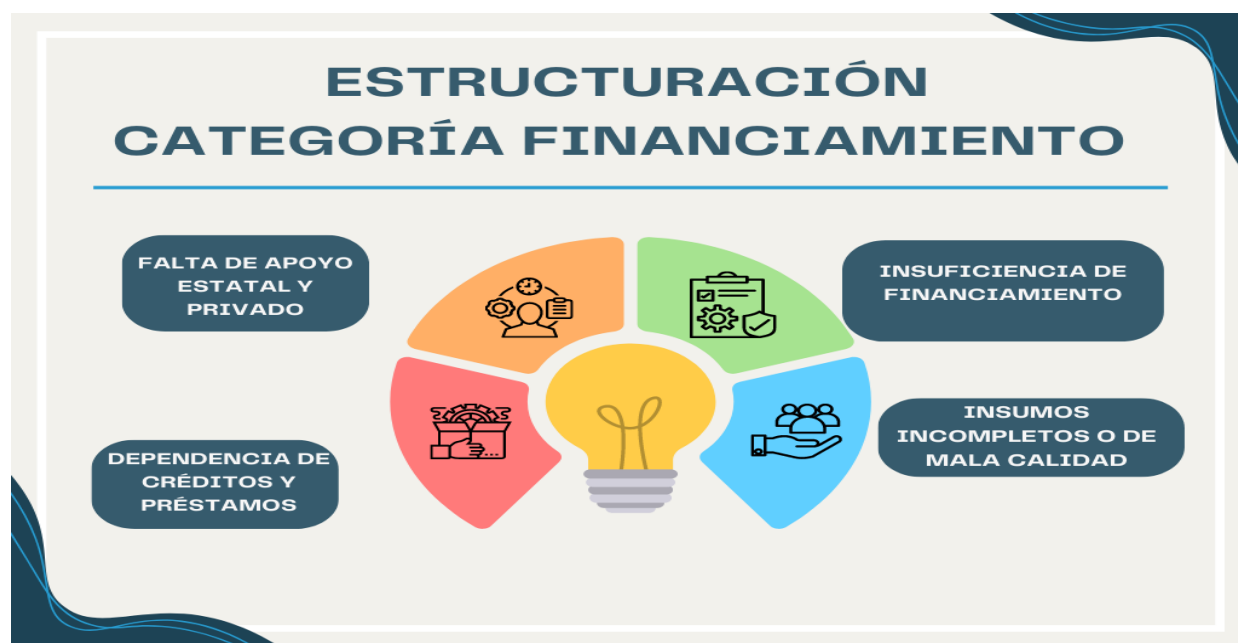 ESTRUCTURACIÓN
CATEGORÍA FINANCIAMIENTO
FALTA DE APOYO
ESTATAL Y
PRIVADO
INSUFICIENCIA DE
FINANCIAMIENTO
DEPENDENCIA DE
CRÉDITOS Y
PRÉSTAMOS
INSUMOS
INCOMPLETOS O DE
MALA CALIDAD